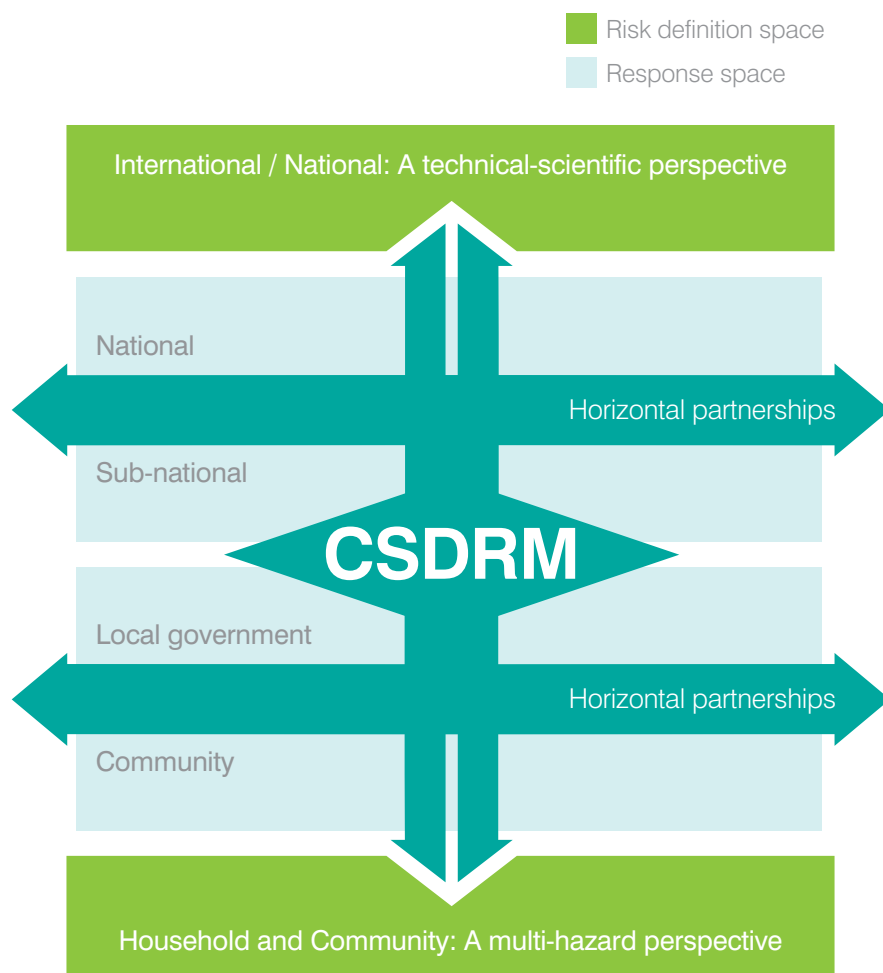 Risk definition space
Response space
International / National: A technical-scientific perspective
National
Horizontal partnerships
Sub-national
CSDRM
Local government
Horizontal partnerships
Community
Household and Community: A multi-hazard perspective